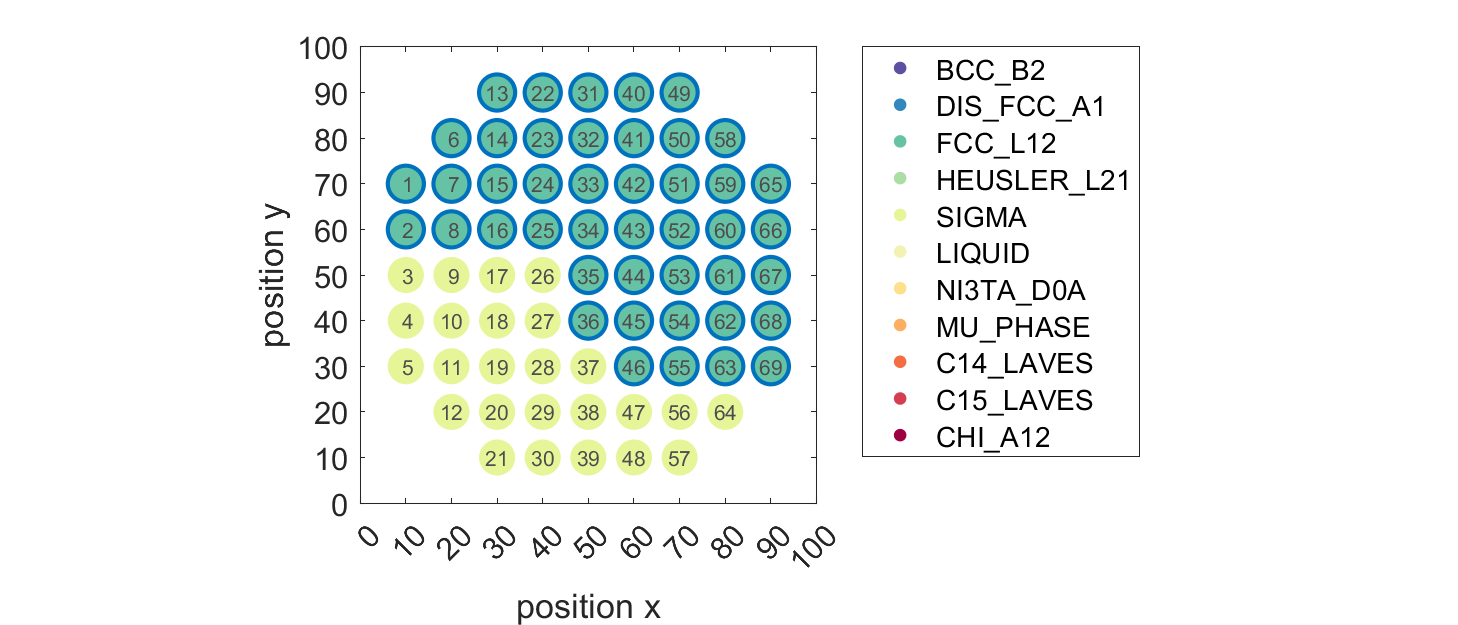 100
90
80
70
60
50
40
30
20
10
0
position y
13 22 31 40 49
6 14 23 32 41 50 58
1 7 15 24 33 42 51 59 65
2 8 16 25 34 43 52 60 66
3 9 17 26 35 44 53 61 67
4 10 18 27 36 45 54 62 68
5 11 19 28 37 46 55 63 69
12 20 29 38 47 56 64
21 30 39 48 57
0 10 20 30 40 50 60 70 80 90 100
position x
BCC_B2
DIS_FCC_A1
FCC_L12
HEUSLER_L21
SIGMA
LIQUID
NI3TA_D0A
MU_PHASE
C14_LAVES
C15_LAVES
CHI_A12